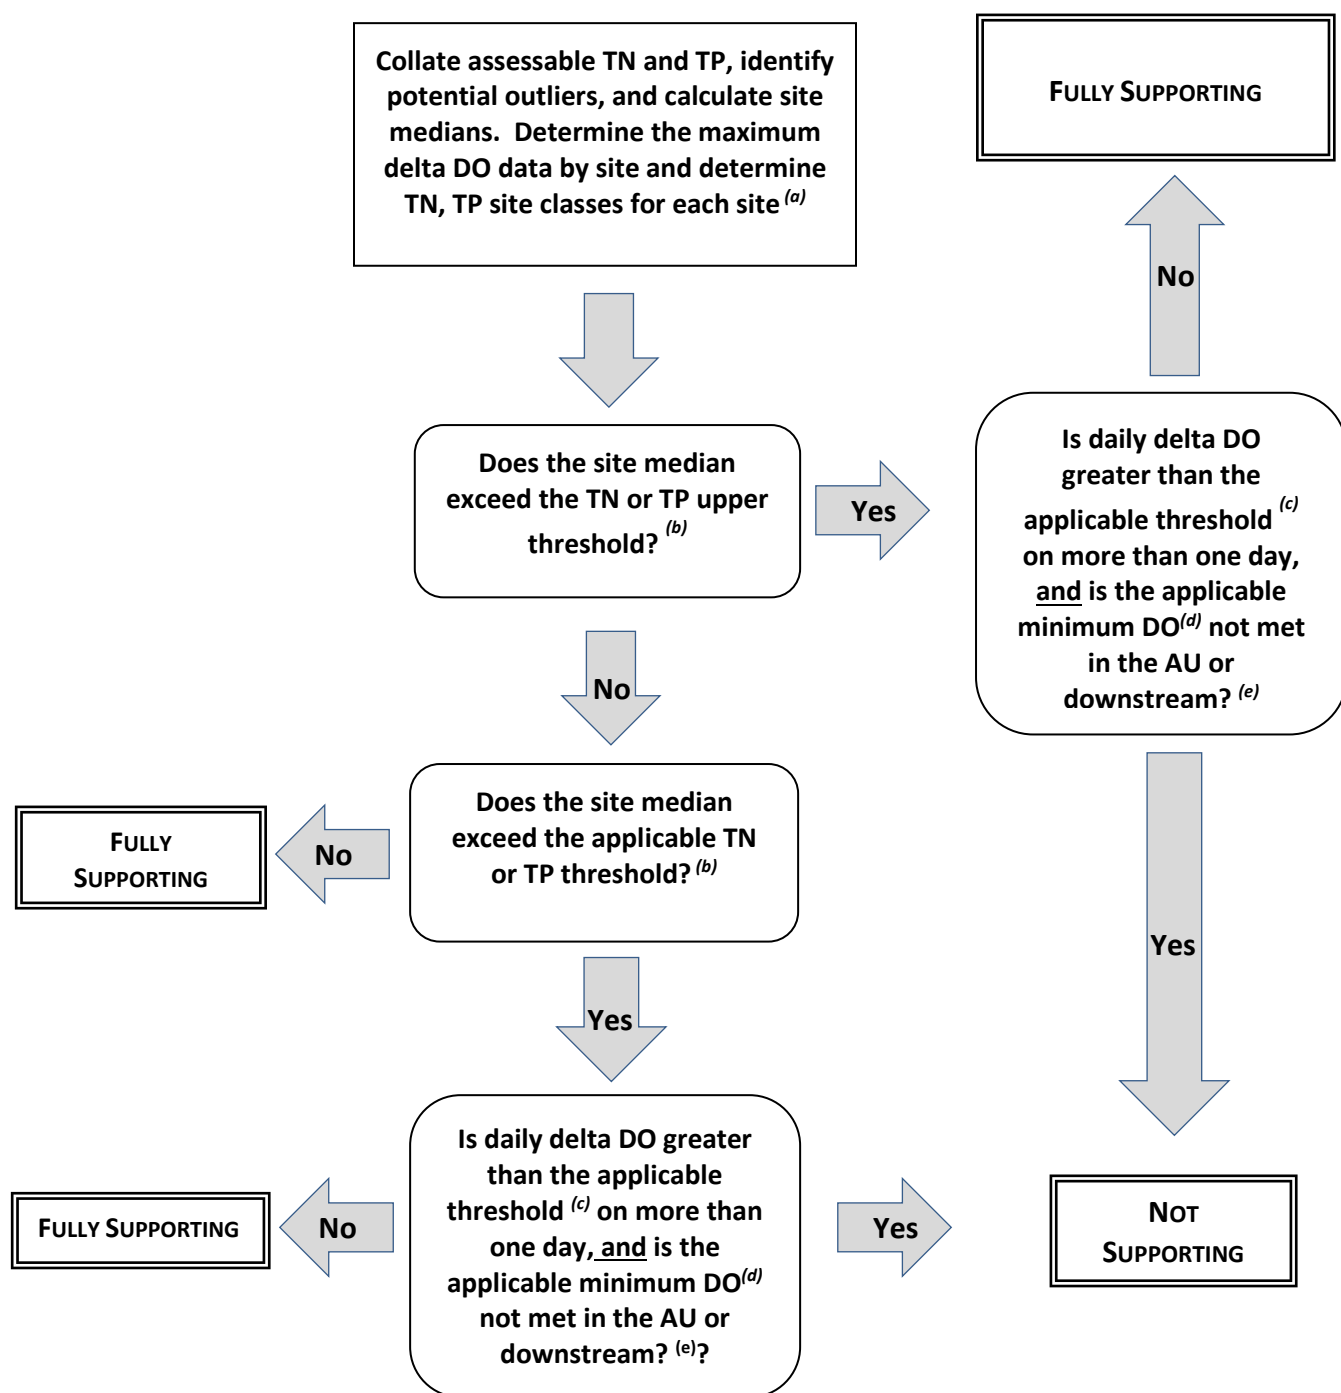 Collate assessable TN and TP, identify
potential outliers, and calculate site
medians.  Determine the maximum
delta DO data by site and determine
TN, TP site classes for each site (a)
FULLY SUPPORTING
No
Does the site median
exceed the TN or TP upper
threshold? (b)
Yes
Is daily delta DO
greater than the
applicable threshold (c)
on more than one day,
and is the applicable
minimum DO(d) not met
in the AU or
downstream? (e)
No
Does the site median
exceed the applicable TN
or TP threshold? (b)
No
FULLY
SUPPORTING
Yes
Yes
Is daily delta DO greater
than the applicable
threshold (c) on more than
one day, and is the
applicable minimum DO(d)
not met in the AU or
downstream? (e)?
No
FULLY SUPPORTING
Yes
NOT
SUPPORTING